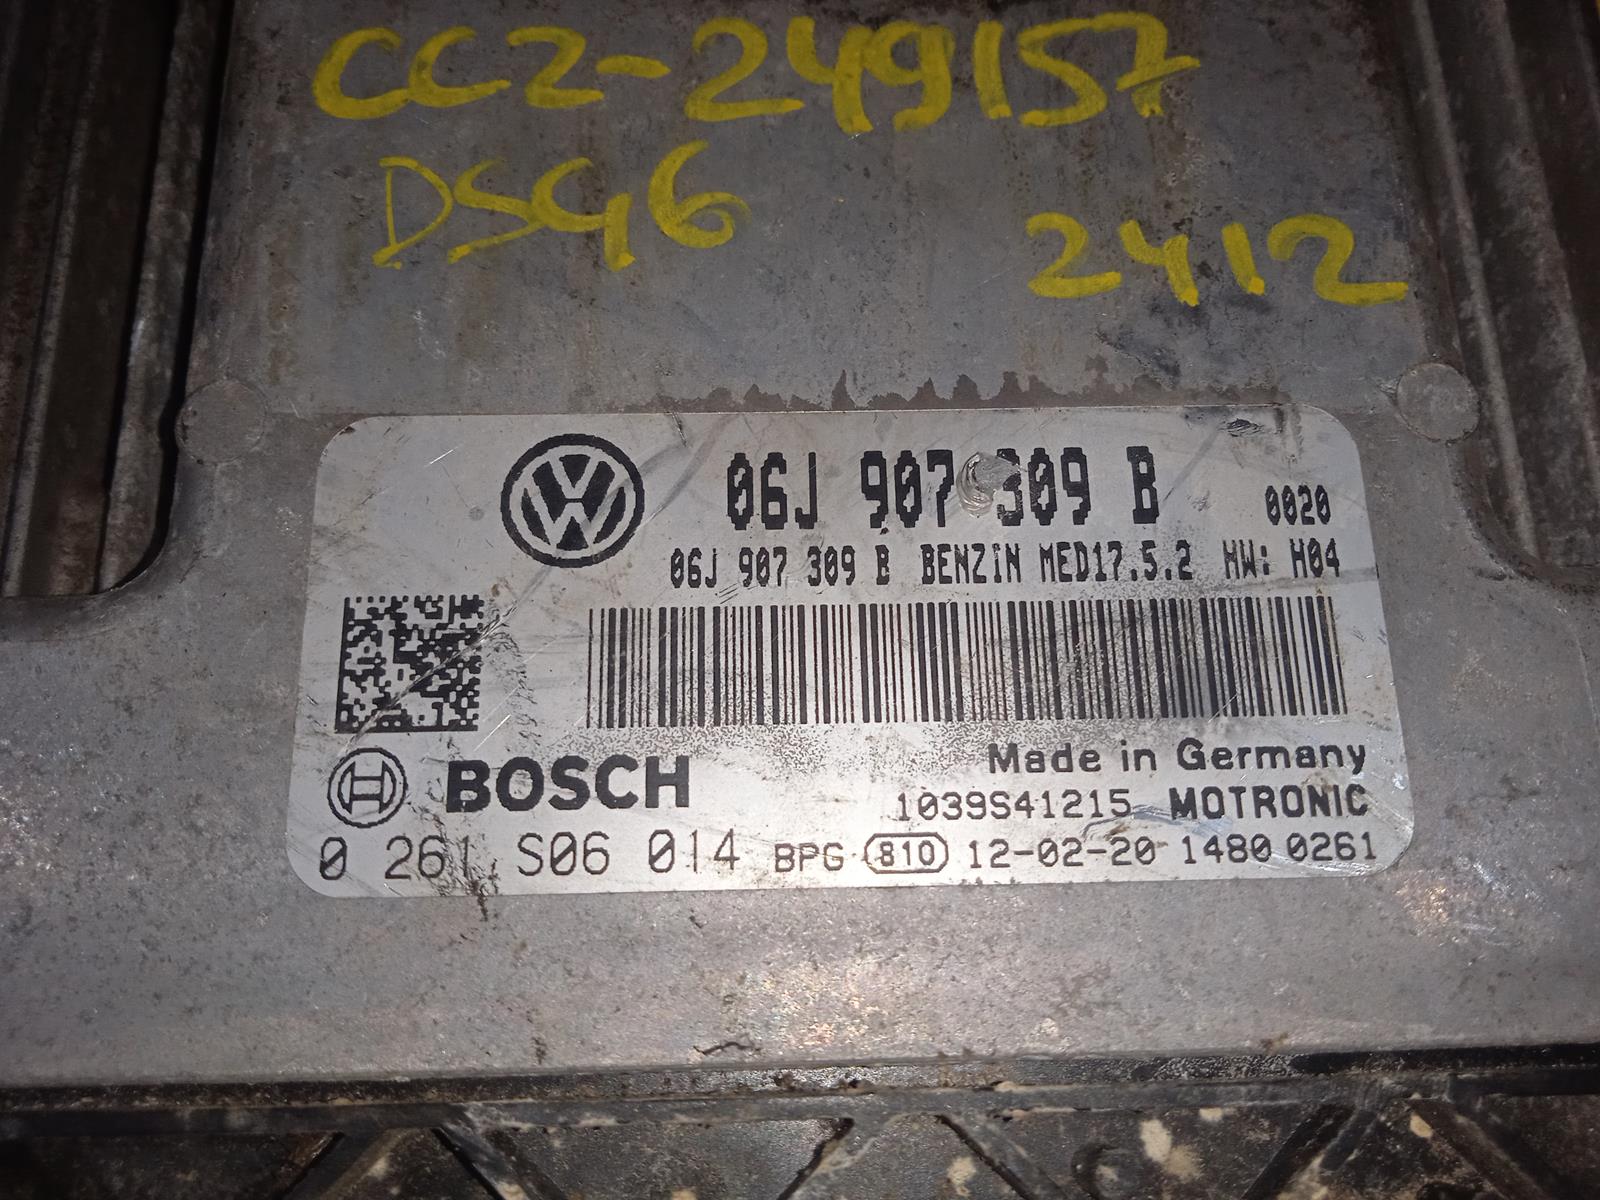 CCZ-249157
DSG6
2412
06J 907 309 B
0020
06J 907 309 B BENZIN MED17.5.2 HW: H04
BOSCH
Made in Germany
1039S41215 MOTRONIC
0 261 S06 014 BPG 810 12-02-20 1480 0261